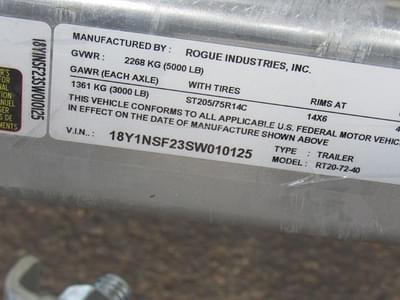 MANUFACTURED BY: ROGUE INDUSTRIES, INC.
GVWR: 2268 KG (5000 LB)
GAWR (EACH AXLE) WITH TIRES RIMS AT
1361 KG (3000 LB) ST205/75R14C 14X6
THIS VEHICLE CONFORMS TO ALL APPLICABLE U.S. FEDERAL MOTOR VEHIC
IN EFFECT ON THE DATE OF MANUFACTURE SHOWN ABOVE
V.I.N.: 18Y1NSF23SW010125 TYPE : TRAILER
MODEL : RT20-72-40
18Y1NSF23SW010125